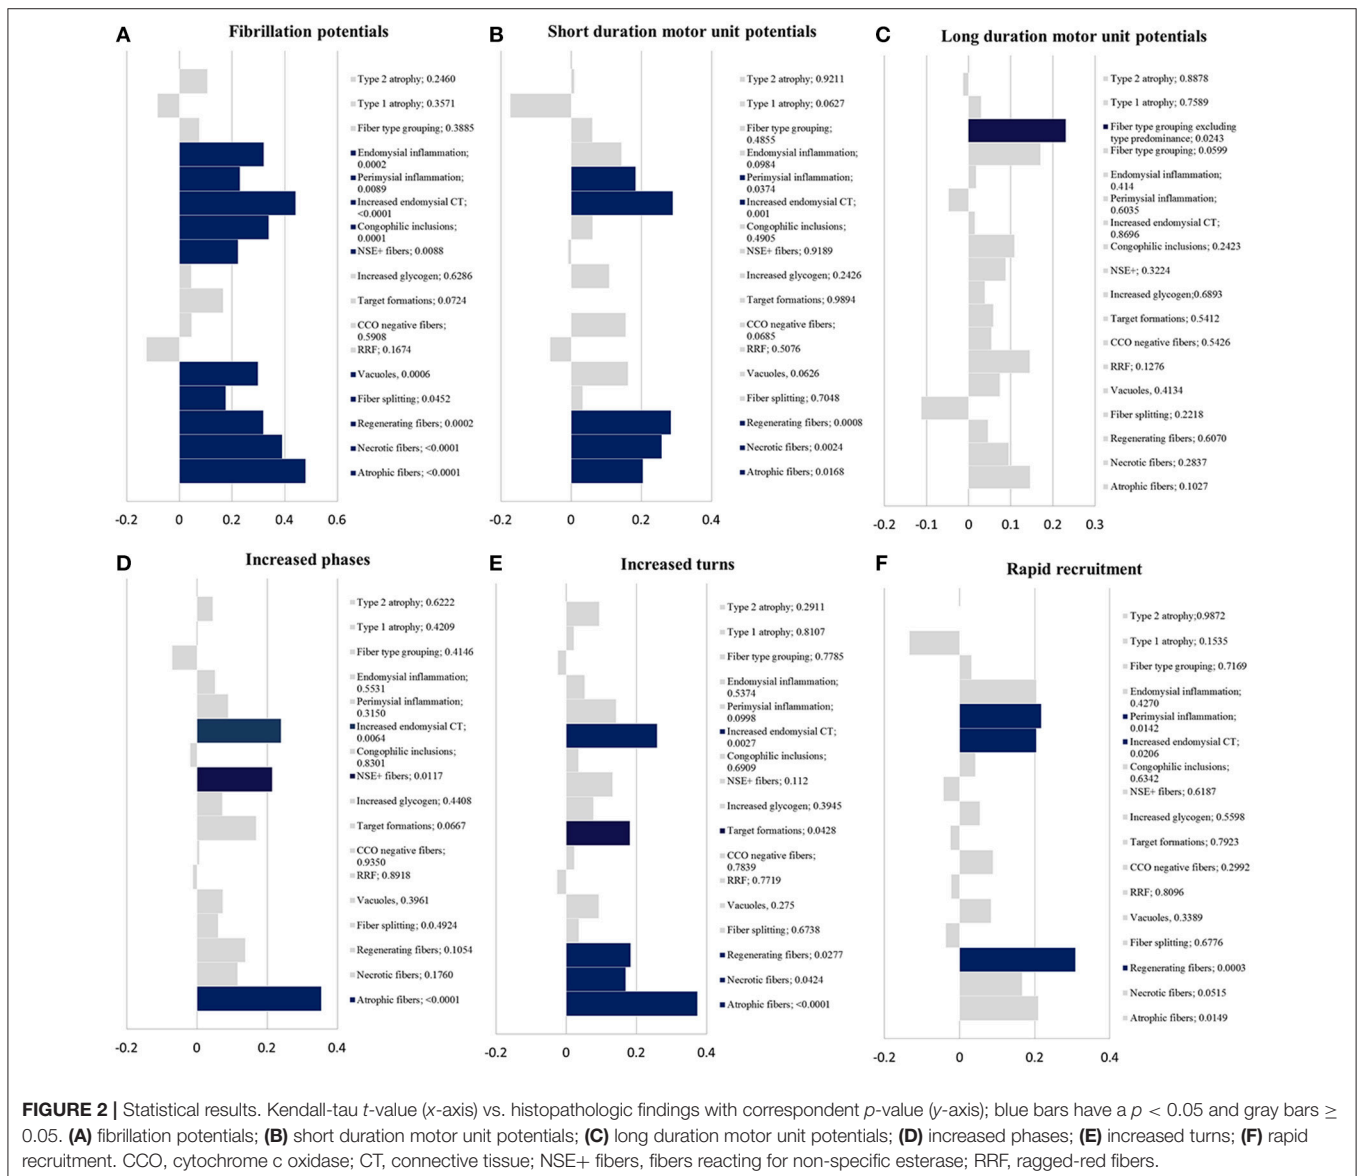 A
Fibrillation potentials
Type 2 atrophy; 0.2460
Type 1 atrophy; 0.3571
Fiber type grouping; 0.3885
Endomysial inflammation;
0.0002
Perimysial inflammation;
0.0089
Increased endomysial CT;
<0.0001
Congophilic inclusions;
0.0001
NSE+ fibers; 0.0088
Increased glycogen; 0.6286
Target formations; 0.0724
CCO negative fibers;
0.5908
RRF; 0.1674
Vacuoles, 0.0006
Fiber splitting; 0.0452
Regenerating fibers; 0.0002
Necrotic fibers; <0.0001
Atrophic fibers; <0.0001
-0.2 0 0.2 0.4 0.6
B
Short duration motor unit potentials
Type 2 atrophy; 0.9211
Type 1 atrophy; 0.0627
Fiber type grouping;
0.4855
Endomysial inflammation;
0.0984
Perimysial inflammation;
0.0374
Increased endomysial CT;
0.001
Congophilic inclusions;
0.4905
NSE+ fibers; 0.9189
Increased glycogen; 0.2426
Target formations; 0.9894
CCO negative fibers;
0.0685
RRF; 0.5076
Vacuoles, 0.0626
Fiber splitting; 0.7048
Regenerating fibers; 0.0008
Necrotic fibers; 0.0024
Atrophic fibers; 0.0168
-0.2 0 0.2 0.4
C
Long duration motor unit potentials
Type 2 atrophy; 0.8878
Type 1 atrophy; 0.7589
Fiber type grouping excluding
type predominance; 0.0243
Fiber type grouping; 0.0599
Endomysial inflammation;
0.414
Perimysial inflammation;
0.6035
Increased endomysial CT;
0.8696
Congophilic inclusions; 0.2423
NSE+; 0.3224
Increased glycogen;0.6893
Target formations; 0.5412
CCO negative fibers; 0.5426
RRF; 0.1276
Vacuoles; 0.4134
Fiber splitting; 0.2218
Regenerating fibers; 0.6070
Necrotic fibers; 0.2837
Atrophic fibers; 0.1027
-0.2 -0.1 0 0.1 0.2 0.3
D
Increased phases
Type 2 atrophy; 0.6222
Type 1 atrophy; 0.4209
Fiber type grouping; 0.4146
Endomysial inflammation;
0.5531
Perimysial inflammation;
0.3150
Increased endomysial CT;
0.0064
Congophilic inclusions;
0.8301
NSE+ fibers; 0.0117
Increased glycogen; 0.4408
Target formations; 0.0667
CCO negative fibers;
0.9350
RRF; 0.8918
Vacuoles, 0.3961
Fiber splitting; 0.0.4924
Regenerating fibers; 0.1054
Necrotic fibers; 0.1760
Atrophic fibers; <0.0001
-0.2 0 0.2 0.4
E
Increased turns
Type 2 atrophy; 0.2911
Type 1 atrophy; 0.8107
Fiber type grouping; 0.7785
Endomysial inflammation;
0.5374
Perimysial inflammation;
0.0998
Increased endomysial CT;
0.0027
Congophilic inclusions;
0.6909
NSE+ fibers; 0.112
Increased glycogen; 0.3945
Target formations; 0.0428
CCO negative fibers;
0.7839
RRF; 0.7719
Vacuoles, 0.275
Fiber splitting; 0.6738
Regenerating fibers; 0.0277
Necrotic fibers; 0.0424
Atrophic fibers; <0.0001
-0.2 0 0.2 0.4
F
Rapid recruitment
Type 2 atrophy;0.9872
Type 1 atrophy; 0.1535
Fiber type grouping; 0.7169
Endomysial inflammation;
0.4270
Perimysial inflammation;
0.0142
Increased endomysial CT;
0.0206
Congophilic inclusions;
0.6342
NSE+ fibers; 0.6187
Increased glycogen; 0.5598
Target formations; 0.7923
CCO negative fibers; 0.2992
RRF; 0.8096
Vacuoles; 0.3389
Fiber splitting; 0.6776
Regenerating fibers; 0.0003
Necrotic fibers; 0.0515
Atrophic fibers; 0.0149
-0.2 0 0.2 0.4
FIGURE 2 | Statistical results. Kendall-tau t-value (x-axis) vs. histopathologic findings with correspondent p-value (y-axis); blue bars have a p < 0.05 and gray bars ≥
0.05. (A) fibrillation potentials; (B) short duration motor unit potentials; (C) long duration motor unit potentials; (D) increased phases; (E) increased turns; (F) rapid
recruitment. CCO, cytochrome c oxidase; CT, connective tissue; NSE+ fibers, fibers reacting for non-specific esterase; RRF, ragged-red fibers.